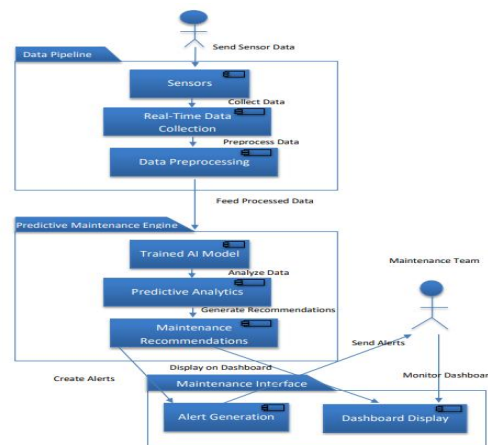 Send Sensor Data
Data Pipeline
Sensors
Collect Data
Real-Time Data
Collection
Preprocess Data
Data Preprocessing
Feed Processed Data
Predictive Maintenance Engine
Trained AI Model
Analyze Data
Predictive Analytics
Generate Recommendations
Maintenance
Recommendations
Maintenance Team
Send Alerts
Display on Dashboard
Create Alerts
Monitor Dashboard
Maintenance Interface
Alert Generation
Dashboard Display